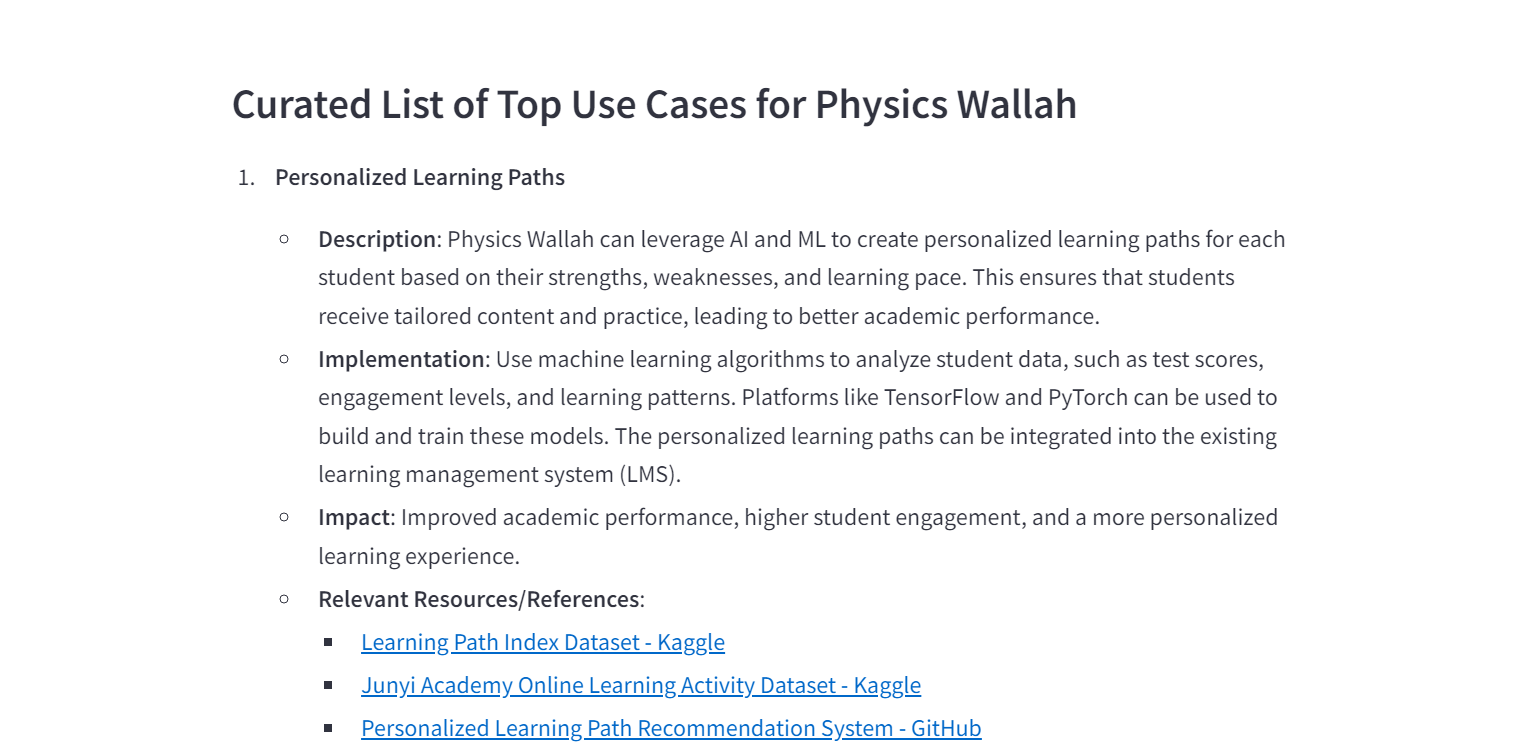 Curated List of Top Use Cases for Physics Wallah
1. Personalized Learning Paths
Description: Physics Wallah can leverage AI and ML to create personalized learning paths for each
student based on their strengths, weaknesses, and learning pace. This ensures that students
receive tailored content and practice, leading to better academic performance.
Implementation: Use machine learning algorithms to analyze student data, such as test scores,
engagement levels, and learning patterns. Platforms like TensorFlow and PyTorch can be used to
build and train these models. The personalized learning paths can be integrated into the existing
learning management system (LMS).
Impact: Improved academic performance, higher student engagement, and a more personalized
learning experience.
Relevant Resources/References:
Learning Path Index Dataset - Kaggle
Junyi Academy Online Learning Activity Dataset - Kaggle
Personalized Learning Path Recommendation System - GitHub